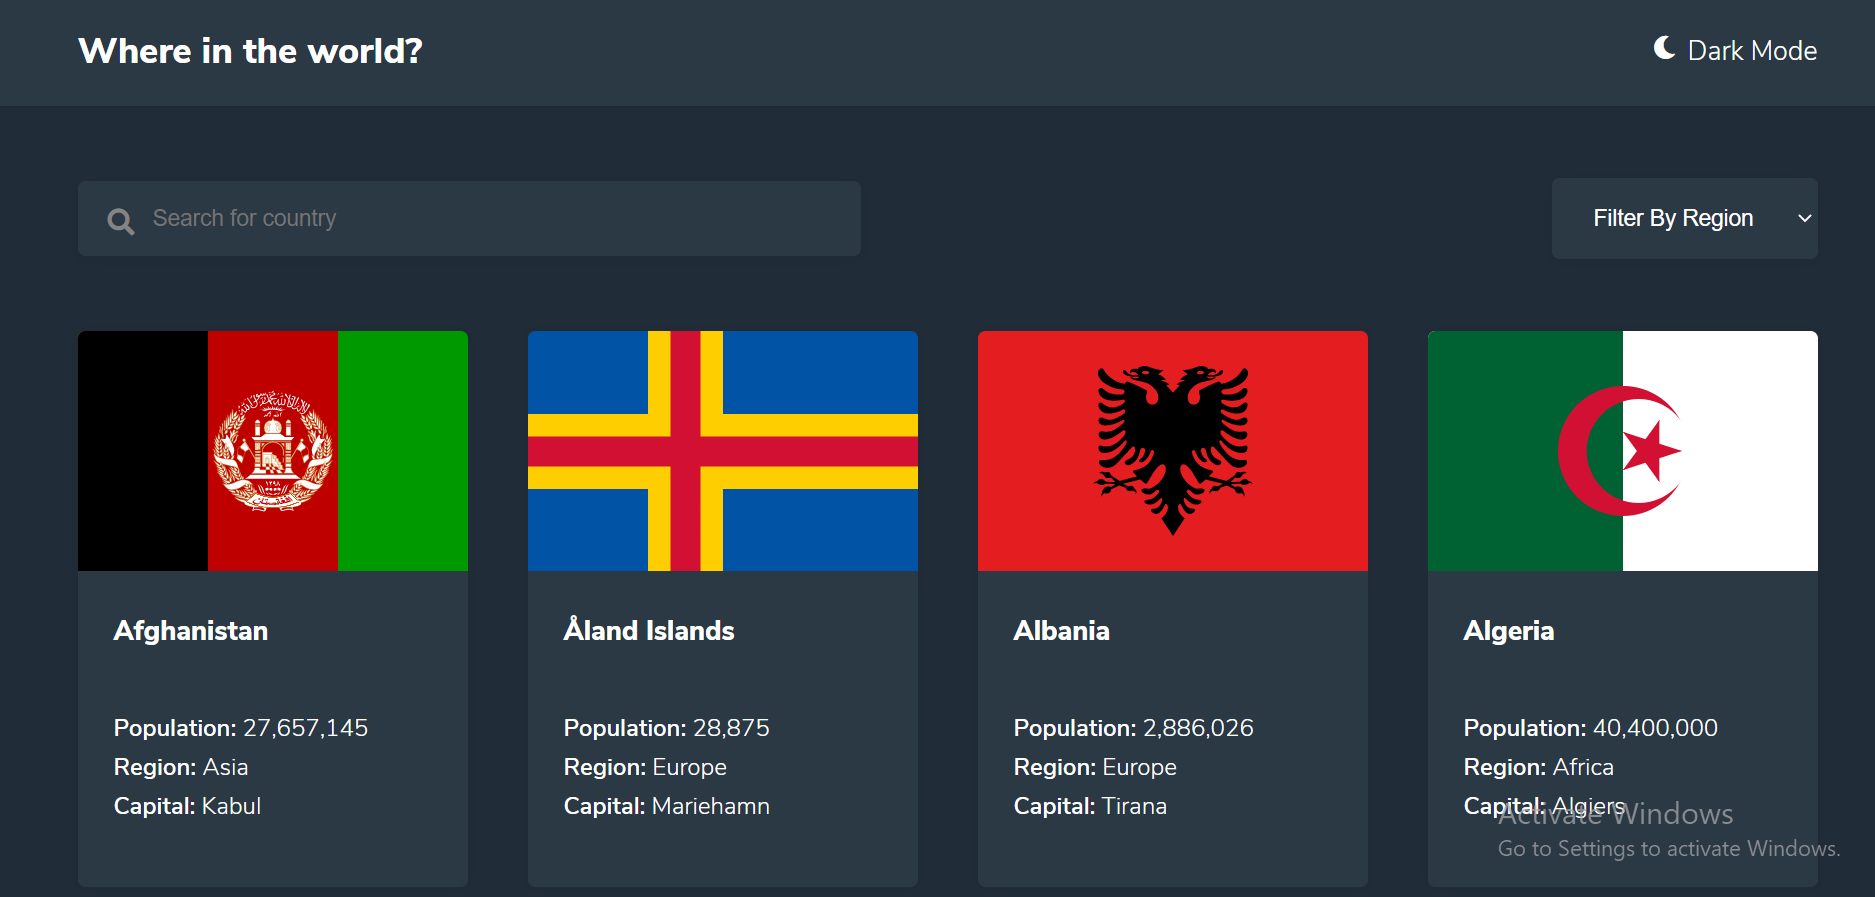 Where in the world?
Dark Mode
Search for country
Filter By Region
Afghanistan
Population: 27,657,145
Region: Asia
Capital: Kabul
Åland Islands
Population: 28,875
Region: Europe
Capital: Mariehamn
Albania
Population: 2,886,026
Region: Europe
Capital: Tirana
Algeria
Population: 40,400,000
Region: Africa
Capital: Algiers
Activate Windows
Go to Settings to activate Windows.